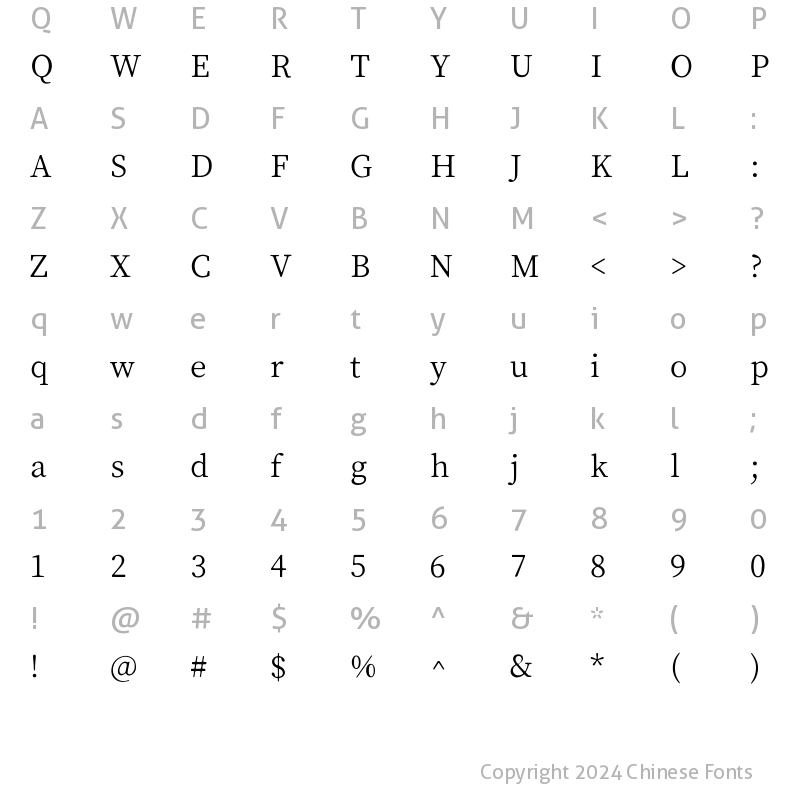 Q W E R T Y U I O P
Q W E R T Y U I O P
A S D F G H J K L :
A S D F G H J K L :
Z X C V B N M < > ?
Z X C V B N M < > ?
q w e r t y u i o p
q w e r t y u i o p
a s d f g h j k l ;
a s d f g h j k l ;
1 2 3 4 5 6 7 8 9 0
1 2 3 4 5 6 7 8 9 0
! @ # $ % ^ & * ( )
! @ # $ % ^ & * ( )
Copyright 2024 Chinese Fonts